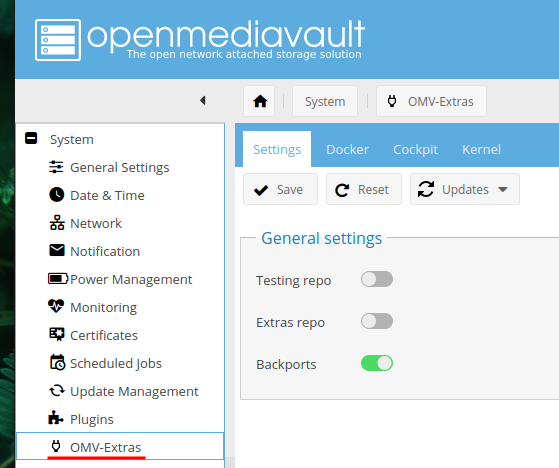 openmediavault
The open network attached storage solution
System
OMV-Extras
System
General Settings
Date & Time
Network
Notification
Power Management
Monitoring
Certificates
Scheduled Jobs
Update Management
Plugins
OMV-Extras
Settings
Docker
Cockpit
Kernel
Save
Reset
Updates
General settings
Testing repo
Extras repo
Backports